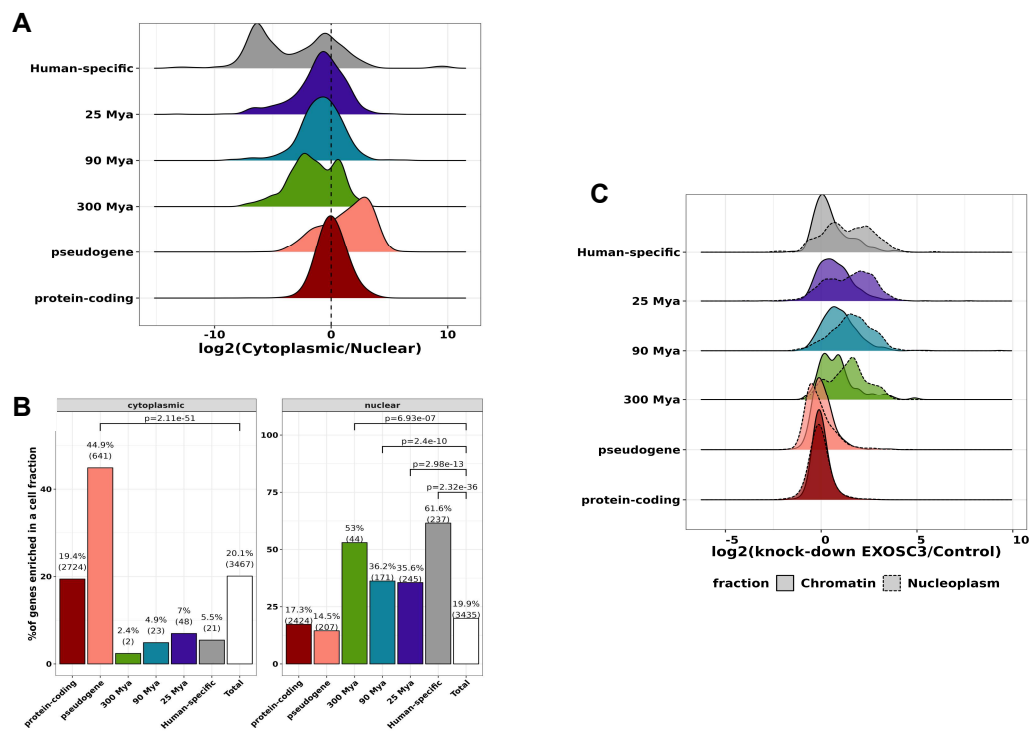 A
Human-specific
25 Mya
90 Mya
300 Mya
pseudogene
protein-coding
-10
0
10
log2(Cytoplasmic/Nuclear)
B
cytoplasmic
nuclear
%of genes enriched in a cell fraction
0
20
40
p=2.11e-51
19.4%
(2724)
44.9%
(641)
2.4%
(2)
4.9%
(23)
7%
(48)
5.5%
(21)
20.1%
(3467)
protein-coding
pseudogene
300 Mya
90 Mya
25 Mya
Human-specific
Total
0
25
50
75
100
p=6.93e-07
p=2.4e-10
p=2.98e-13
p=2.32e-36
17.3%
(2424)
14.5%
(207)
53%
(44)
36.2%
(171)
35.6%
(245)
61.6%
(237)
19.9%
(3435)
protein-coding
pseudogene
300 Mya
90 Mya
25 Mya
Human-specific
Total
C
Human-specific
25 Mya
90 Mya
300 Mya
pseudogene
protein-coding
-5
0
5
10
log2(knock-down EXOSC3/Control)
fraction Chromatin Nucleoplasm